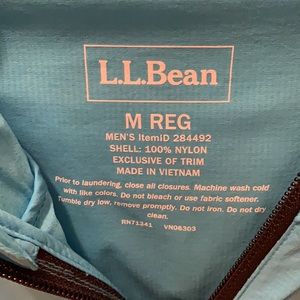 L.L.Bean
M REG
MEN'S ItemID 284492
SHELL: 100% NYLON
EXCLUSIVE OF TRIM
MADE IN VIETNAM
Prior to laundering, close all closures. Machine wash cold
with like colors. Do not bleach or use fabric softener.
Tumble dry low, remove promptly. Do not iron. Do not dry
clean.
RN71341 VN08303